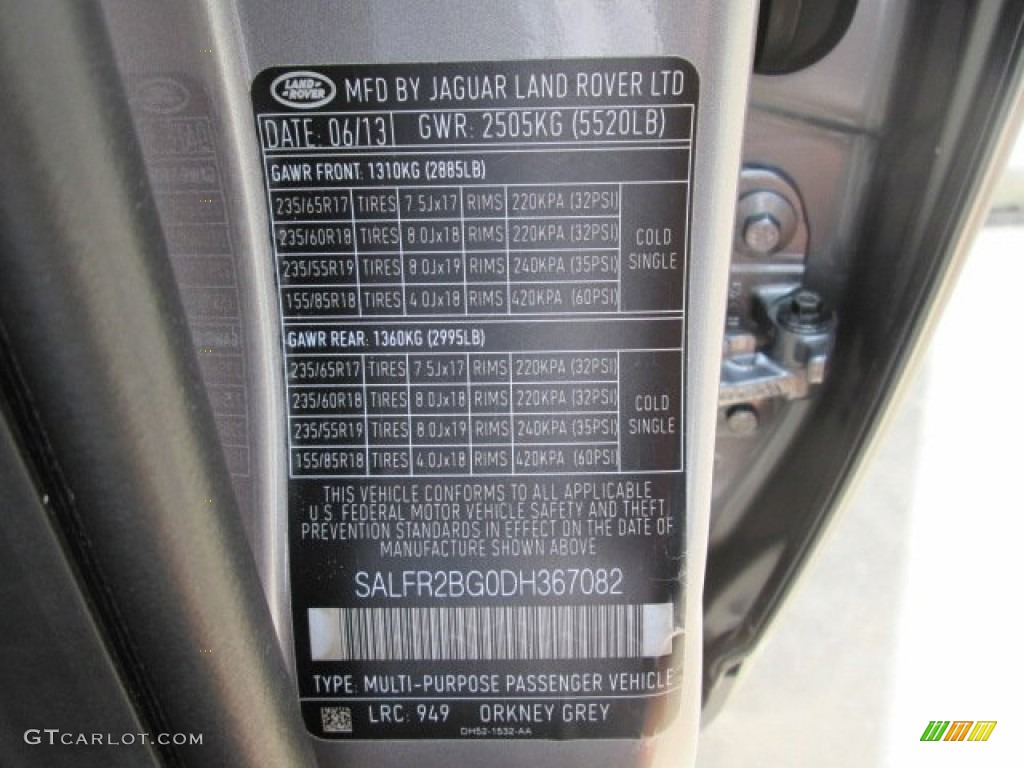 LAND ROVER MFD BY JAGUAR LAND ROVER LTD
DATE: 06/13 GWR: 2505KG (5520LB)
GAWR FRONT: 1310KG (2885LB)
235/65R17 TIRES 7.5Jx17 RIMS 220KPA (32PSI)
235/60R18 TIRES 8.0Jx18 RIMS 220KPA (32PSI)
235/55R19 TIRES 8.0Jx19 RIMS 240KPA (35PSI)
155/85R18 TIRES 4.0Jx18 RIMS 420KPA (60PSI)
COLD
SINGLE
GAWR REAR: 1360KG (2995LB)
235/65R17 TIRES 7.5Jx17 RIMS 220KPA (32PSI)
235/60R18 TIRES 8.0Jx18 RIMS 220KPA (32PSI)
235/55R19 TIRES 8.0Jx19 RIMS 240KPA (35PSI)
155/85R18 TIRES 4.0Jx18 RIMS 420KPA (60PSI)
COLD
SINGLE
THIS VEHICLE CONFORMS TO ALL APPLICABLE
U.S. FEDERAL MOTOR VEHICLE SAFETY AND THEFT
PREVENTION STANDARDS IN EFFECT ON THE DATE OF
MANUFACTURE SHOWN ABOVE
SALFR2BG0DH367082
TYPE: MULTI-PURPOSE PASSENGER VEHICLE
LRC: 949 ORKNEY GREY
DH52-1532-AA
GTCARLOT.COM